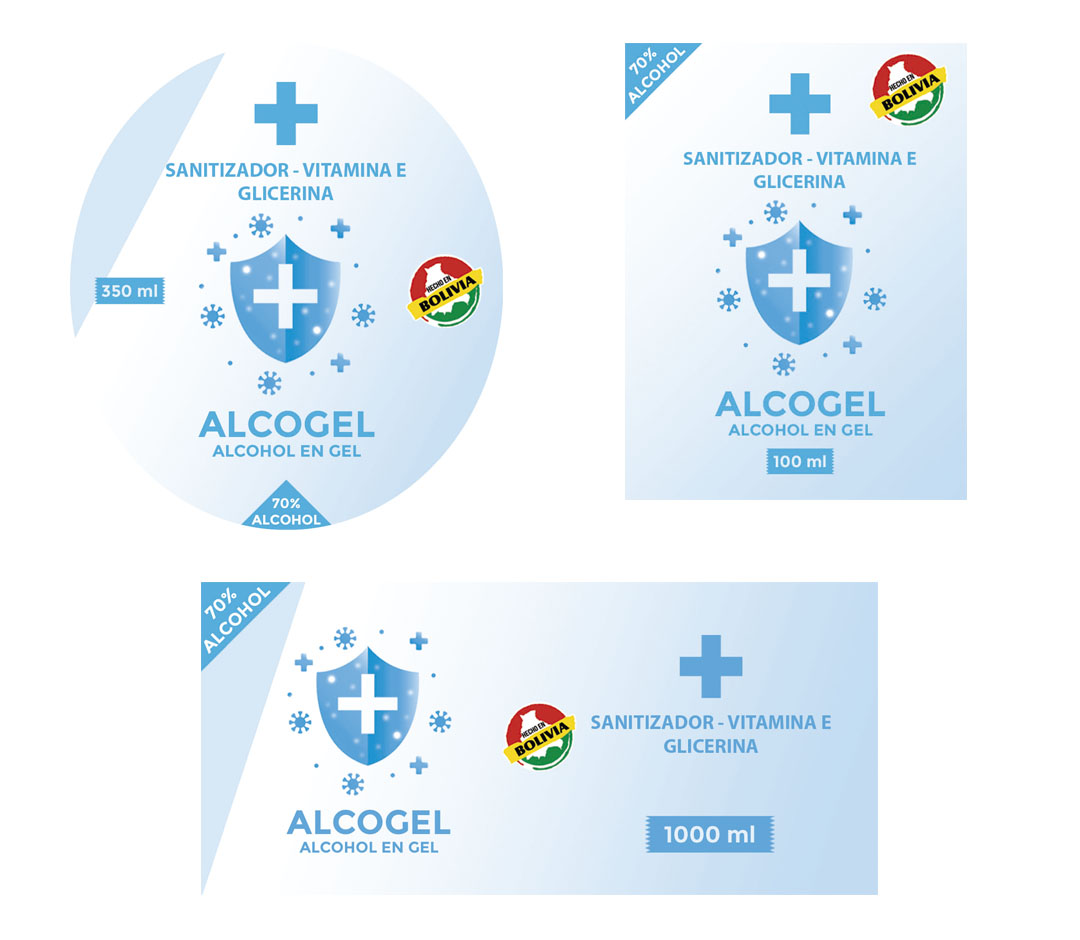 SANITIZADOR - VITAMINA E
GLICERINA
350 ml
HECHO EN
BOLIVIA
ALCOGEL
ALCOHOL EN GEL
70%
ALCOHOL
70%
ALCOHOL
HECHO EN
BOLIVIA
SANITIZADOR - VITAMINA E
GLICERINA
ALCOGEL
ALCOHOL EN GEL
100 ml
70%
ALCOHOL
ALCOGEL
ALCOHOL EN GEL
HECHO EN
BOLIVIA
SANITIZADOR - VITAMINA E
GLICERINA
1000 ml